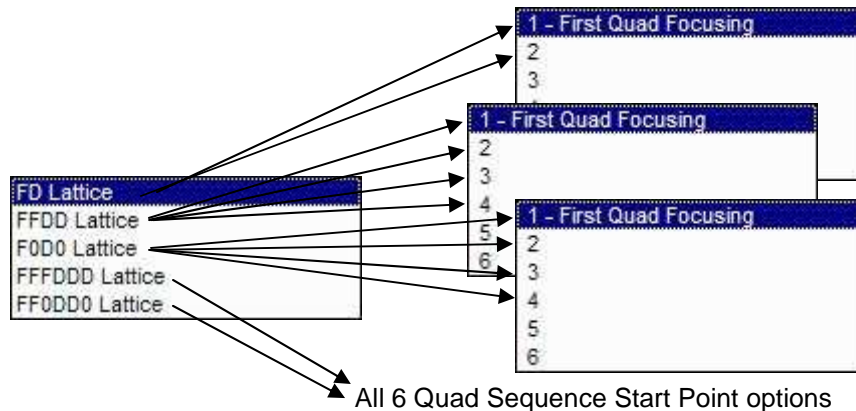 1 - First Quad Focusing
2
3
1 - First Quad Focusing
2
3
4
5
6
FD Lattice
FFDD Lattice
F0D0 Lattice
FFFDDD Lattice
FF0DD0 Lattice
1 - First Quad Focusing
2
3
4
5
6
All 6 Quad Sequence Start Point options